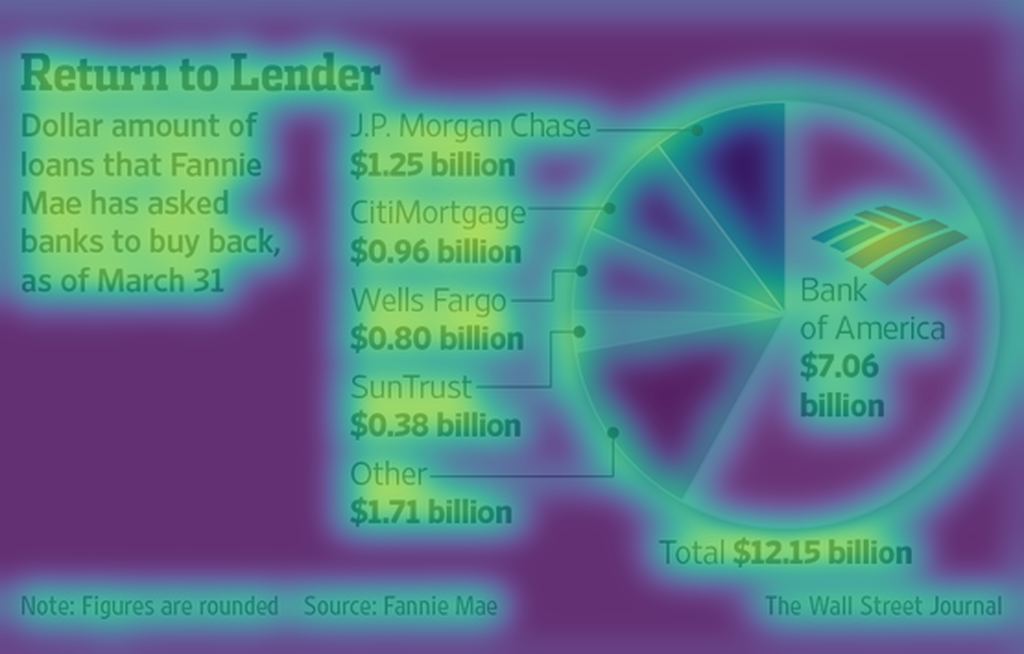 Return to Lender
Dollar amount of
loans that Fannie
Mae has asked
banks to buy back,
as of March 31
J.P. Morgan Chase
$1.25 billion
CitiMortgage
$0.96 billion
Wells Fargo
$0.80 billion
SunTrust
$0.38 billion
Other
$1.71 billion
Bank
of America
$7.06
billion
Total $12.15 billion
Note: Figures are rounded Source: Fannie Mae
The Wall Street Journal